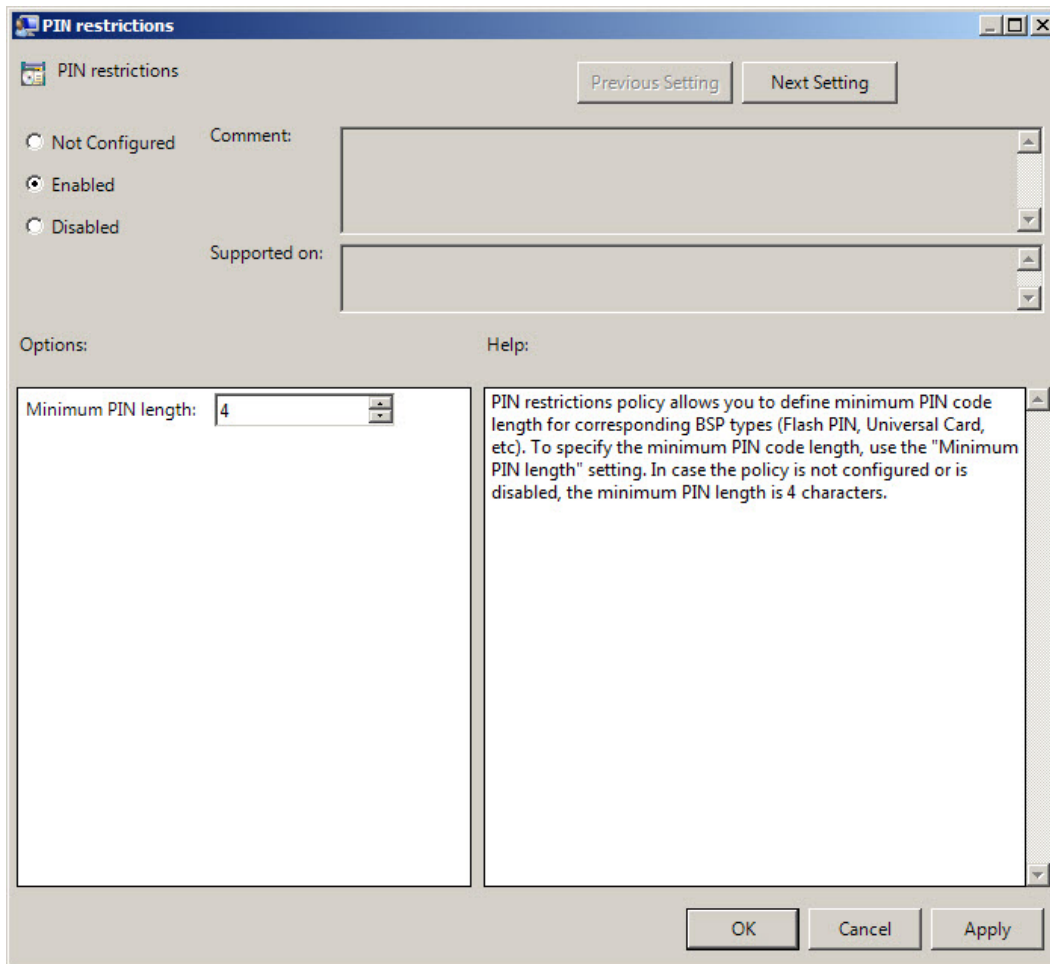 PIN restrictions
PIN restrictions
Previous Setting
Next Setting
Not Configured
Comment:
Enabled
Disabled
Supported on:
Options:
Help:
Minimum PIN length:
4
PIN restrictions policy allows you to define minimum PIN code
length for corresponding BSP types (Flash PIN, Universal Card,
etc). To specify the minimum PIN code length, use the "Minimum
PIN length" setting. In case the policy is not configured or is
disabled, the minimum PIN length is 4 characters.
OK
Cancel
Apply